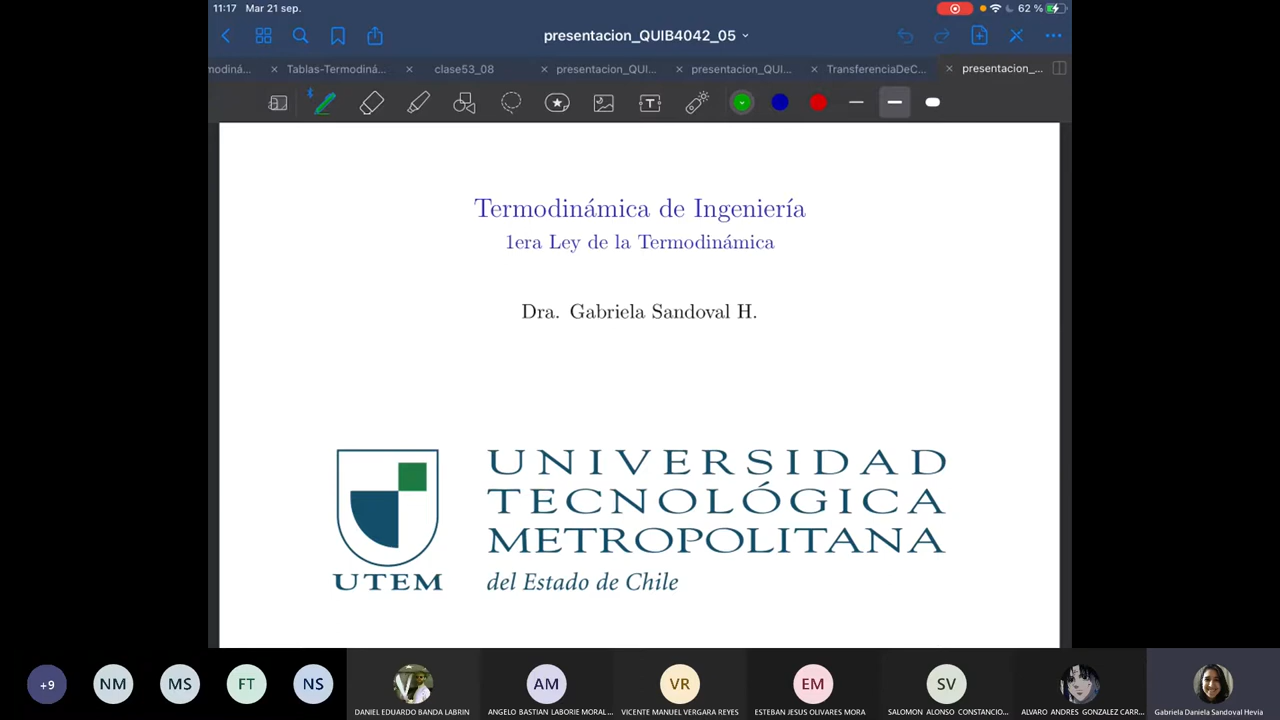 11:17 Mar 21 sep.
62 %
presentacion_QUIB4042_05
modiná...
Tablas-Termodiná...
clase53_08
presentacion_QUI...
presentacion_QUI...
TransferenciaDeC...
presentacion_...
T
Termodinámica de Ingeniería
1era Ley de la Termodinámica
Dra. Gabriela Sandoval H.
UNIVERSIDAD
TECNOLÓGICA
METROPOLITANA
UTEM
del Estado de Chile
+9
NM
MS
FT
NS
AM
VR
EM
SV
DANIEL EDUARDO BANDA LABRIN
ANGELO BASTIAN LABORIE MORAL...
VICENTE MANUEL VERGARA REYES
ESTEBAN JESUS OLIVARES MORA
SALOMON ALONSO CONSTANCIO...
ALVARO ANDRES GONZALEZ CARR...
Gabriela Daniela Sandoval Hevia